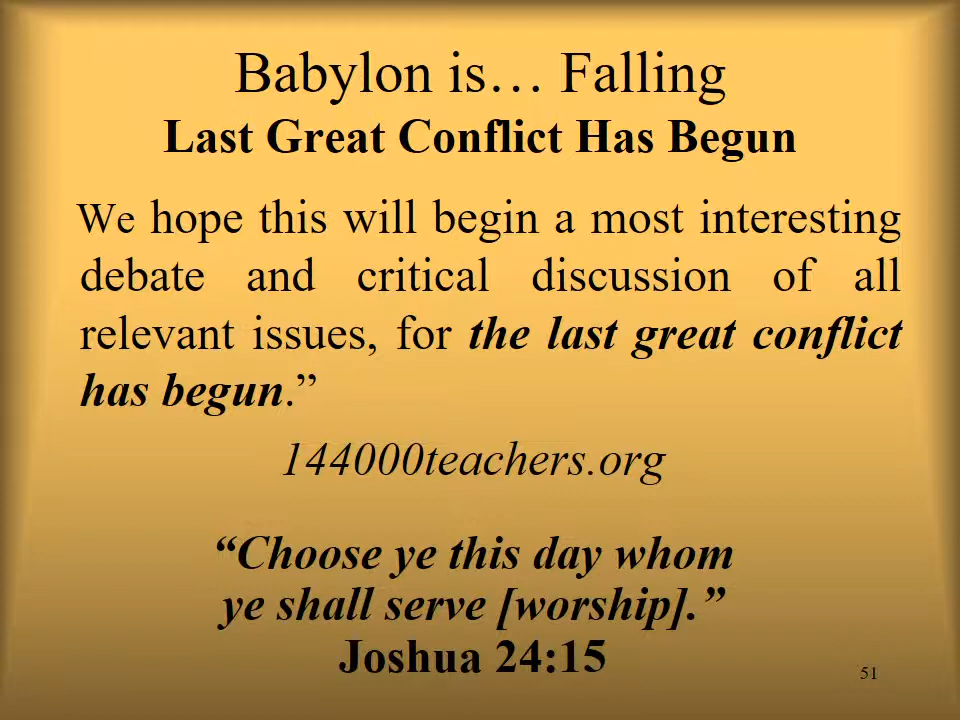 Babylon is… Falling
Last Great Conflict Has Begun
We hope this will begin a most interesting
debate and critical discussion of all
relevant issues, for the last great conflict
has begun.”
144000teachers.org
“Choose ye this day whom
ye shall serve [worship].”
Joshua 24:15
51